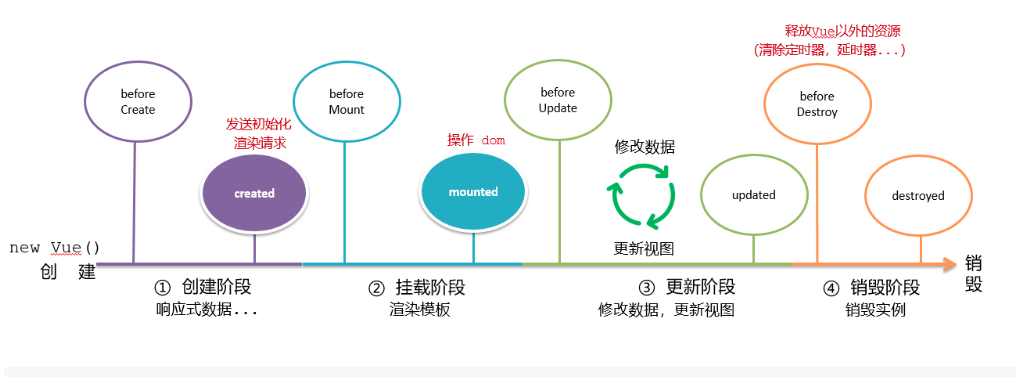 释放Vue以外的资源
(清除定时器，延时器...)
before
Create
before
Mount
before
Update
before
Destroy
发送初始化
渲染请求
操作 dom
修改数据
created
mounted
updated
destroyed
new Vue()
创 建
更新视图
销
毁
① 创建阶段
响应式数据...
② 挂载阶段
渲染模板
③ 更新阶段
修改数据，更新视图
④ 销毁阶段
销毁实例